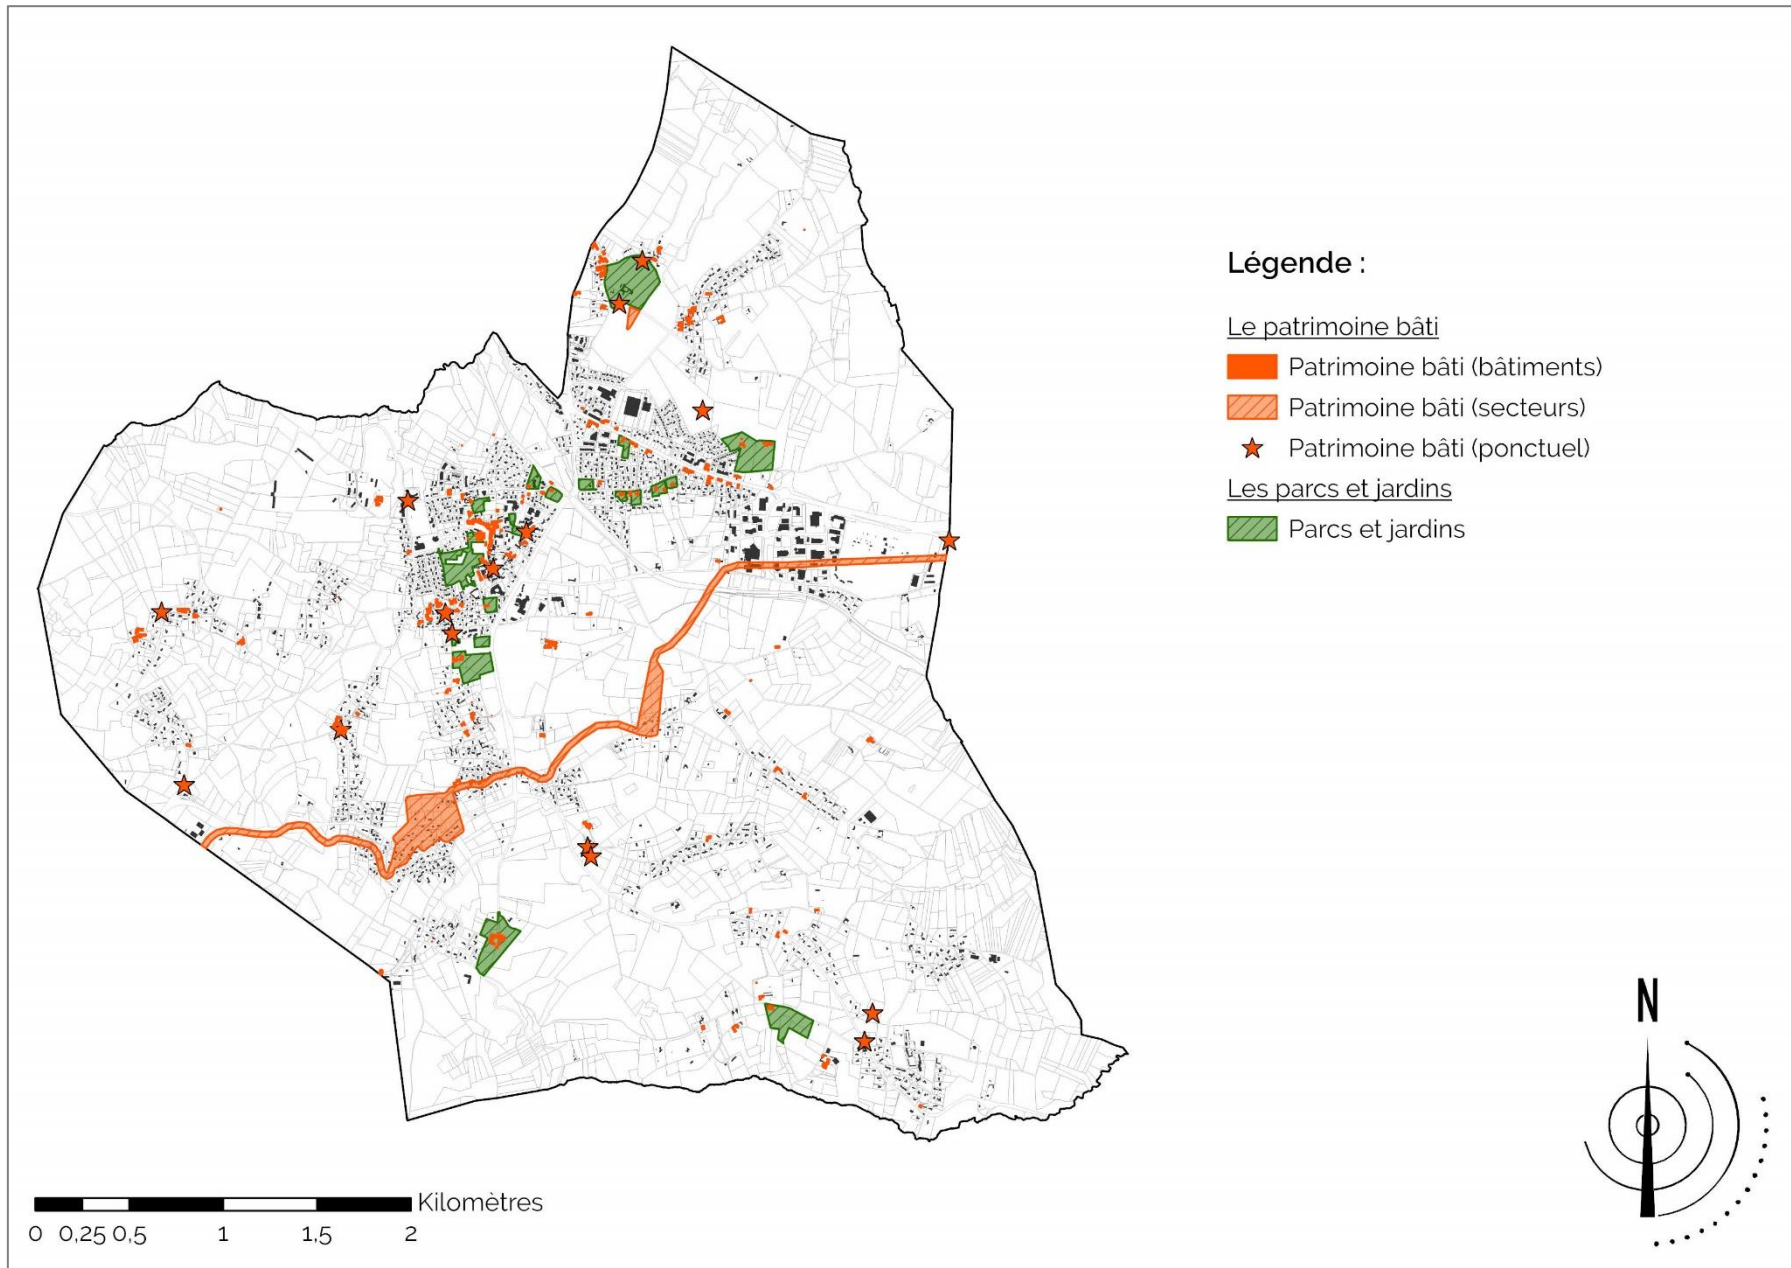 Légende :
Le patrimoine bâti
Patrimoine bâti (bâtiments)
Patrimoine bâti (secteurs)
Patrimoine bâti (ponctuel)
Les parcs et jardins
Parcs et jardins
N
Kilomètres
0 0,25 0,5 1 1,5 2